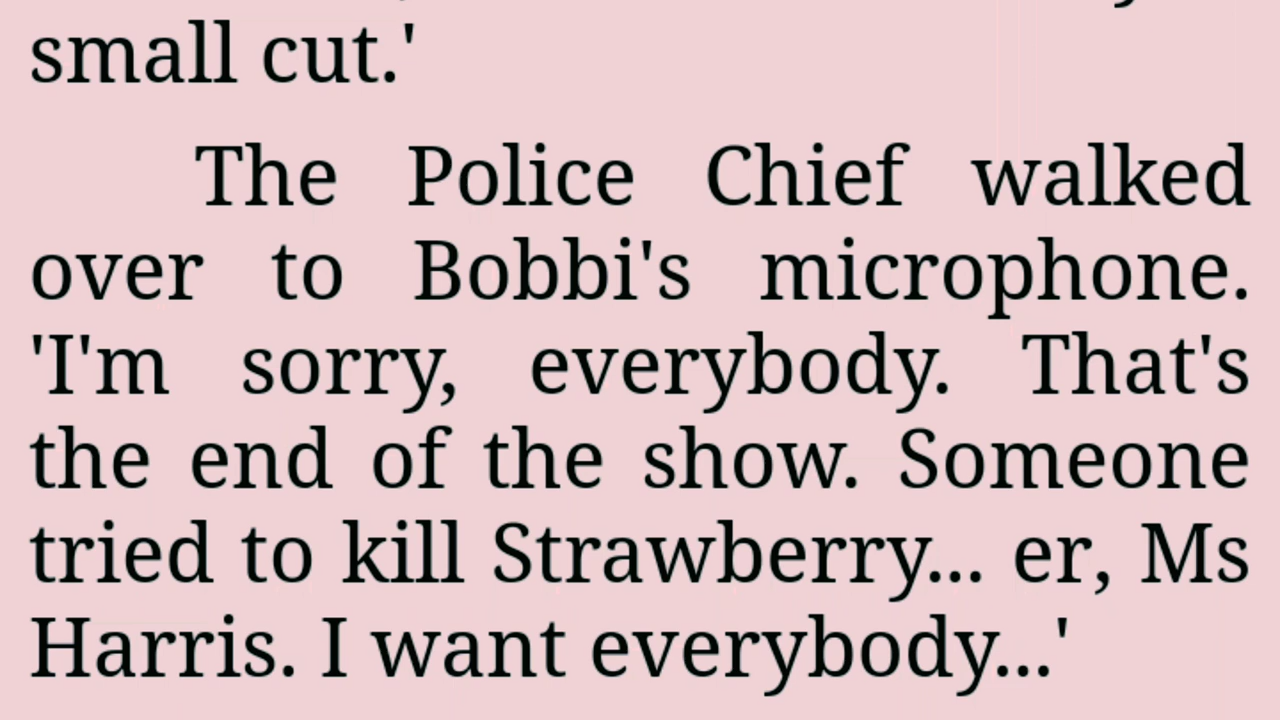 small cut.'
The Police Chief walked
over to Bobbi's microphone.
'I'm sorry, everybody. That's
the end of the show. Someone
tried to kill Strawberry... er, Ms
Harris. I want everybody...'